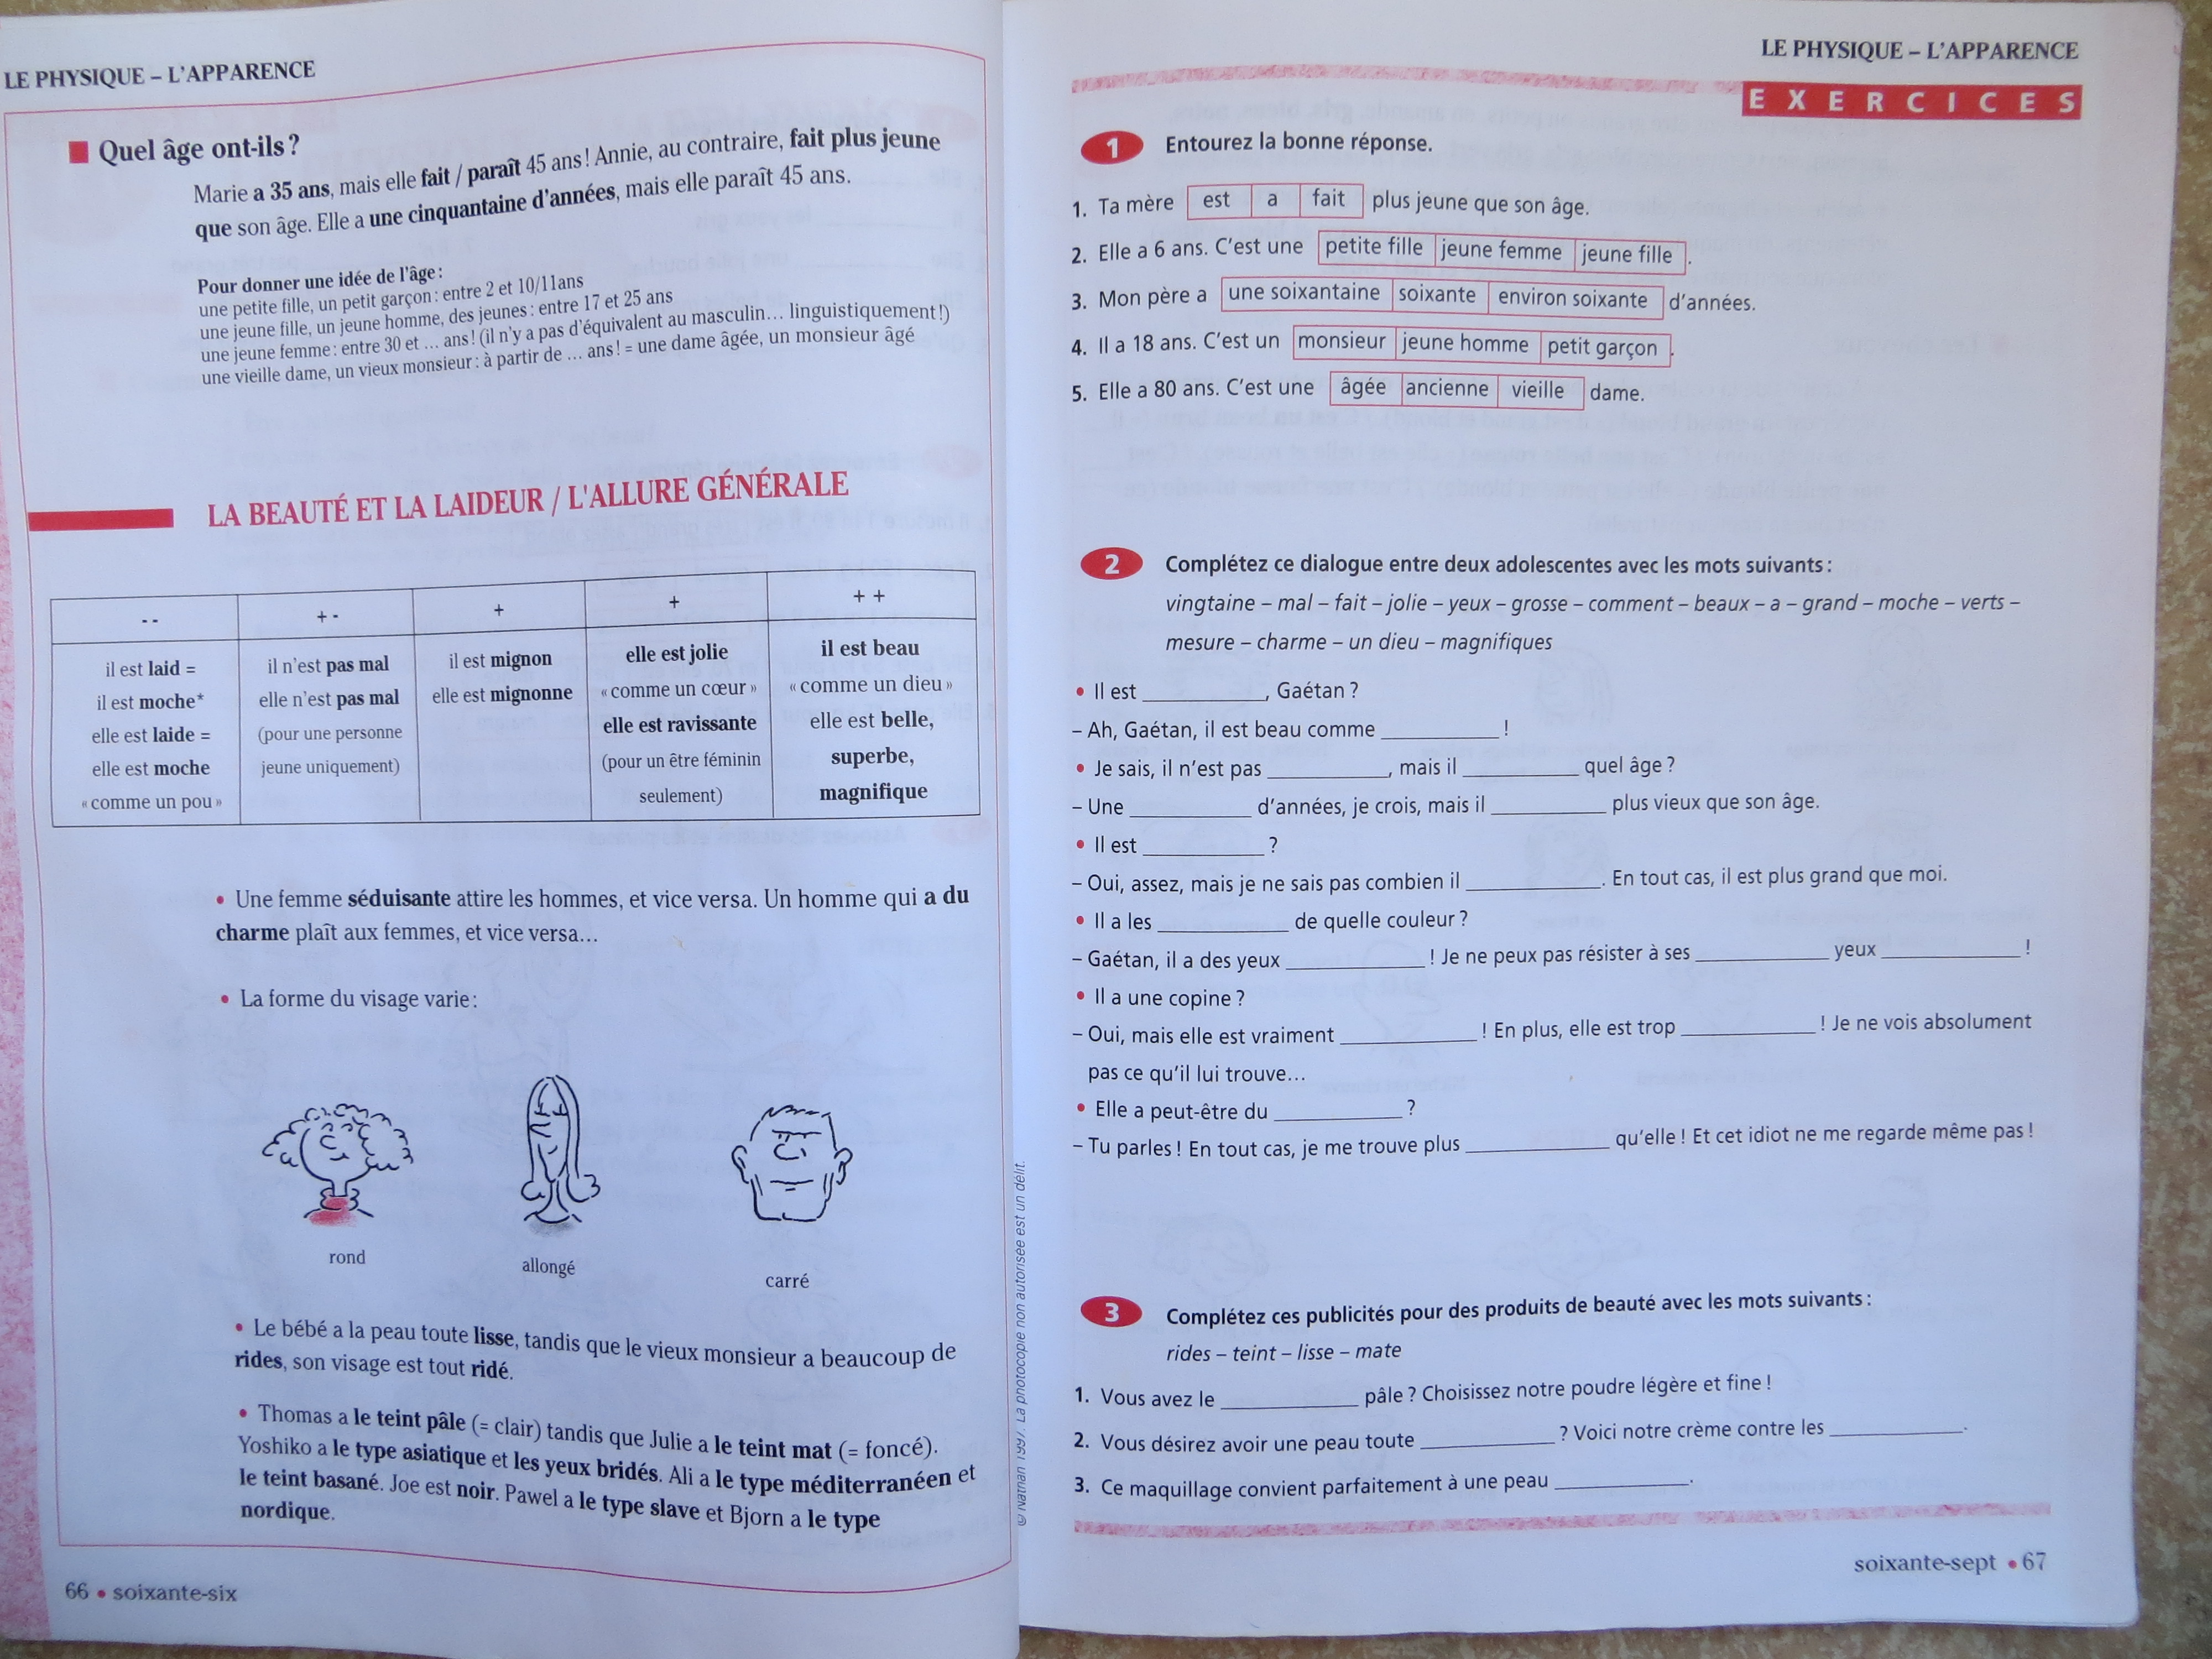 LE PHYSIQUE – L'APPARENCE
Quel âge ont-ils ?
Marie a 35 ans, mais elle fait / paraît 45 ans ! Annie, au contraire, fait plus jeune
que son âge. Elle a une cinquantaine d'années, mais elle paraît 45 ans.
Pour donner une idée de l'âge :
une petite fille, un petit garçon : entre 2 et 10/11ans
une jeune fille, un jeune homme, des jeunes : entre 17 et 25 ans
une jeune femme : entre 30 et ... ans ! (il n'y a pas d'équivalent au masculin... linguistiquement !)
une vieille dame, un vieux monsieur : à partir de ... ans ! = une dame âgée, un monsieur âgé
LA BEAUTÉ ET LA LAIDEUR / L'ALLURE GÉNÉRALE
- - + - + + + +
il est laid = il n'est pas mal il est mignon elle est jolie il est beau
il est moche* elle n'est pas mal elle est mignonne « comme un cœur » « comme un dieu »
elle est laide = (pour une personne elle est ravissante elle est belle,
elle est moche jeune uniquement) (pour un être féminin superbe,
« comme un pou » seulement) magnifique
• Une femme séduisante attire les hommes, et vice versa. Un homme qui a du
charme plaît aux femmes, et vice versa...
• La forme du visage varie :
rond allongé carré
• Le bébé a la peau toute lisse, tandis que le vieux monsieur a beaucoup de
rides, son visage est tout ridé.
• Thomas a le teint pâle (= clair) tandis que Julie a le teint mat (= foncé).
Yoshiko a le type asiatique et les yeux bridés. Ali a le type méditerranéen et
le teint basané. Joe est noir. Pawel a le type slave et Bjorn a le type
nordique.
66 • soixante-six
© Nathan 1997. La photocopie non autorisée est un délit.
LE PHYSIQUE – L'APPARENCE
EXERCICES
1 Entourez la bonne réponse.
1. Ta mère est a fait plus jeune que son âge.
2. Elle a 6 ans. C'est une petite fille jeune femme jeune fille .
3. Mon père a une soixantaine soixante environ soixante d'années.
4. Il a 18 ans. C'est un monsieur jeune homme petit garçon .
5. Elle a 80 ans. C'est une âgée ancienne vieille dame.
2 Complétez ce dialogue entre deux adolescentes avec les mots suivants :
vingtaine – mal – fait – jolie – yeux – grosse – comment – beaux – a – grand – moche – verts –
mesure – charme – un dieu – magnifiques
• Il est __________, Gaétan ?
– Ah, Gaétan, il est beau comme __________ !
• Je sais, il n'est pas __________, mais il __________ quel âge ?
– Une __________ d'années, je crois, mais il __________ plus vieux que son âge.
• Il est __________ ?
– Oui, assez, mais je ne sais pas combien il __________. En tout cas, il est plus grand que moi.
• Il a les __________ de quelle couleur ?
– Gaétan, il a des yeux __________ ! Je ne peux pas résister à ses __________ yeux __________ !
• Il a une copine ?
– Oui, mais elle est vraiment __________ ! En plus, elle est trop __________ ! Je ne vois absolument
pas ce qu'il lui trouve...
• Elle a peut-être du __________ ?
– Tu parles ! En tout cas, je me trouve plus __________ qu'elle ! Et cet idiot ne me regarde même pas !
3 Complétez ces publicités pour des produits de beauté avec les mots suivants :
rides – teint – lisse – mate
1. Vous avez le __________ pâle ? Choisissez notre poudre légère et fine !
2. Vous désirez avoir une peau toute __________ ? Voici notre crème contre les __________.
3. Ce maquillage convient parfaitement à une peau __________.
soixante-sept • 67